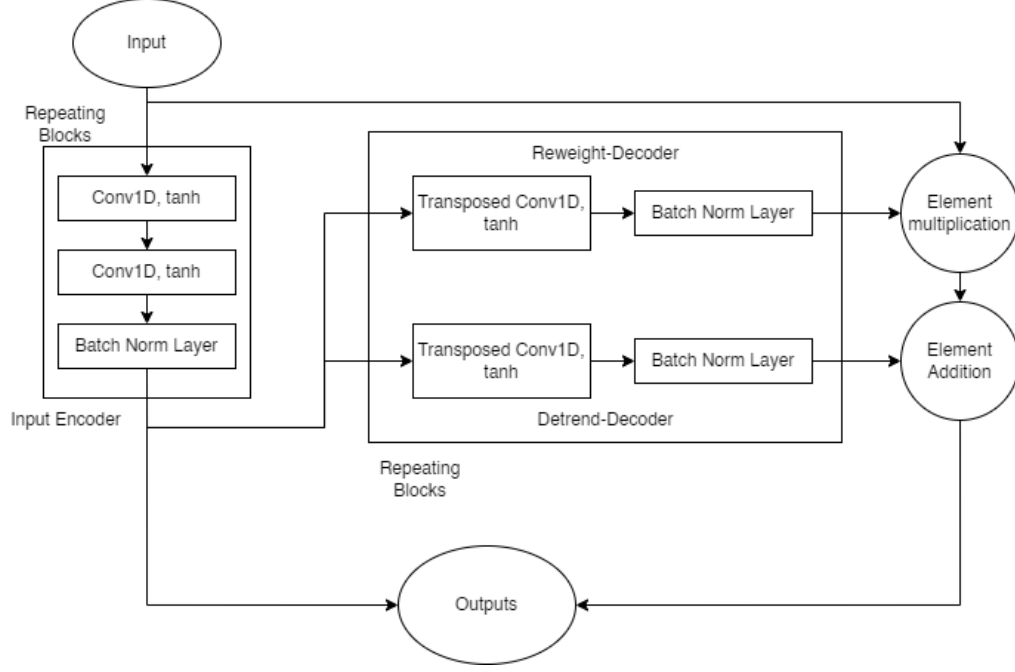 Input
Repeating
Blocks
Conv1D, tanh
Conv1D, tanh
Batch Norm Layer
Input Encoder
Reweight-Decoder
Transposed Conv1D,
tanh
Batch Norm Layer
Element
multiplication
Transposed Conv1D,
tanh
Batch Norm Layer
Element
Addition
Detrend-Decoder
Repeating
Blocks
Outputs